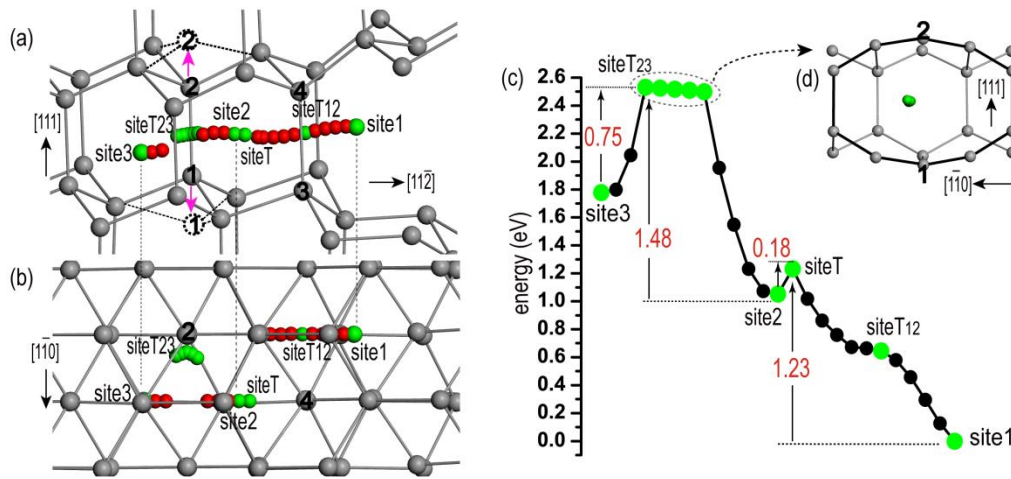 (a)
2
2
4
siteT23
site2
siteT12
site1
site3
siteT
[111]
1
3
[112̄]
1
(b)
2
siteT23
siteT12
site1
[11̄0]
site3
siteT
site2
4
(c)
energy (eV)
2.6
2.4
2.2
2.0
1.8
1.6
1.4
1.2
1.0
0.8
0.6
0.4
0.2
0.0
siteT23
0.75
site3
1.48
0.18
siteT
site2
siteT12
1.23
site1
(d)
2
[111]
1
[11̄0]